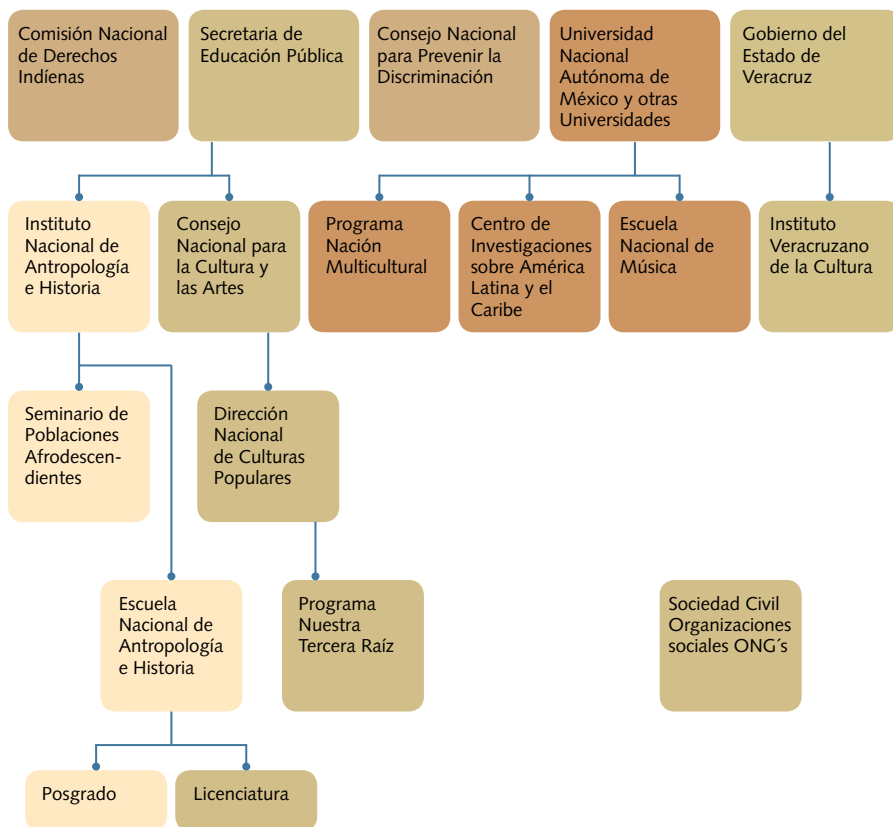 Comisión Nacional
de Derechos
Indíenas
Secretaria de
Educación Pública
Consejo Nacional
para Prevenir la
Discriminación
Universidad
Nacional
Autónoma de
México y otras
Universidades
Gobierno del
Estado de
Veracruz
Instituto
Nacional de
Antropología
e Historia
Consejo
Nacional para
la Cultura y
las Artes
Programa
Nación
Multicultural
Centro de
Investigaciones
sobre América
Latina y el
Caribe
Escuela
Nacional de
Música
Instituto
Veracruzano
de la Cultura
Seminario de
Poblaciones
Afrodescen-
dientes
Dirección
Nacional
de Culturas
Populares
Escuela
Nacional de
Antropología
e Historia
Programa
Nuestra
Tercera Raíz
Sociedad Civil
Organizaciones
sociales ONG´s
Posgrado
Licenciatura